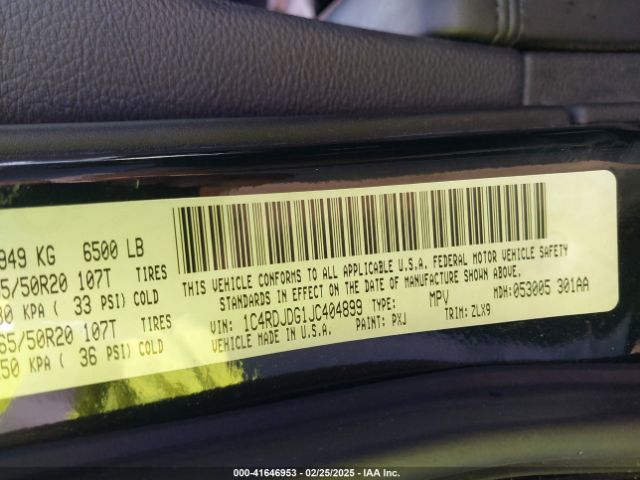 949 KG 6500 LB
5/50R20 107T TIRES
30 KPA ( 33 PSI) COLD
65/50R20 107T TIRES
50 KPA ( 36 PSI) COLD
THIS VEHICLE CONFORMS TO ALL APPLICABLE U.S.A. FEDERAL MOTOR VEHICLE SAFETY
STANDARDS IN EFFECT ON THE DATE OF MANUFACTURE SHOWN ABOVE.
VIN: 1C4RDJDG1JC404899 TYPE: MPV MDH: 053005 301AA
VEHICLE MADE IN U.S.A. PAINT: PXJ TRIM: ZLX9
000-41646953 - 02/25/2025 - IAA Inc.